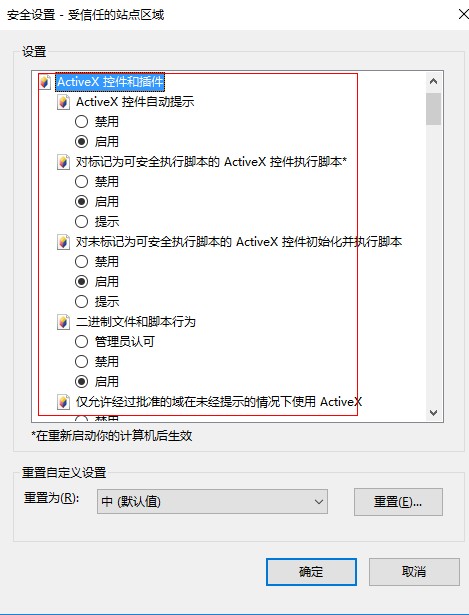 安全设置 - 受信任的站点区域
设置
ActiveX 控件和插件
ActiveX 控件自动提示
禁用
启用
对标记为可安全执行脚本的 ActiveX 控件执行脚本*
禁用
启用
提示
对未标记为可安全执行脚本的 ActiveX 控件初始化并执行脚本
禁用
启用
提示
二进制文件和脚本行为
管理员认可
禁用
启用
仅允许经过批准的域在未经提示的情况下使用 ActiveX
禁用
*在重新启动你的计算机后生效
重置自定义设置
重置为(R):
中 (默认值)
重置(E)...
确定
取消